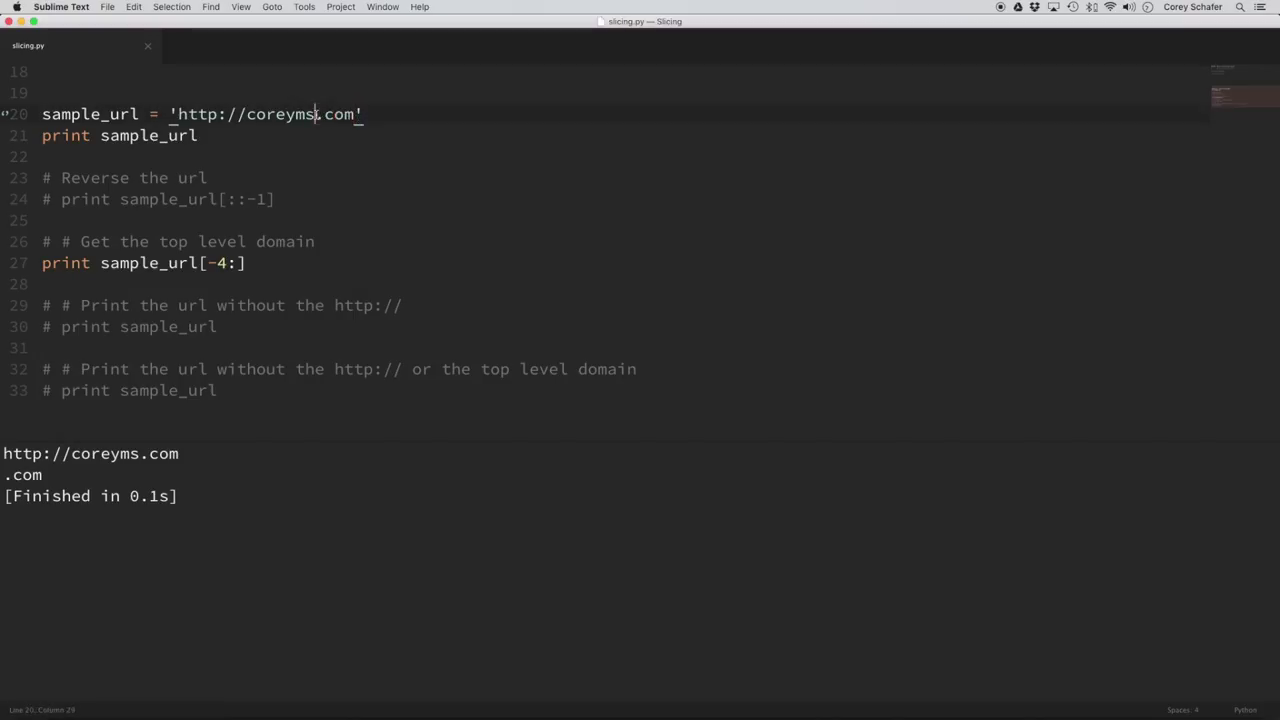 Sublime Text File Edit Selection Find View Goto Tools Project Window Help Corey Schafer
slicing.py — Slicing
slicing.py
18
19
20 sample_url = 'http://coreyms.com'
21 print sample_url
22
23 # Reverse the url
24 # print sample_url[::-1]
25
26 # # Get the top level domain
27 print sample_url[-4:]
28
29 # # Print the url without the http://
30 # print sample_url
31
32 # # Print the url without the http:// or the top level domain
33 # print sample_url
http://coreyms.com
.com
[Finished in 0.1s]
Line 20, Column 29 Spaces: 4 Python